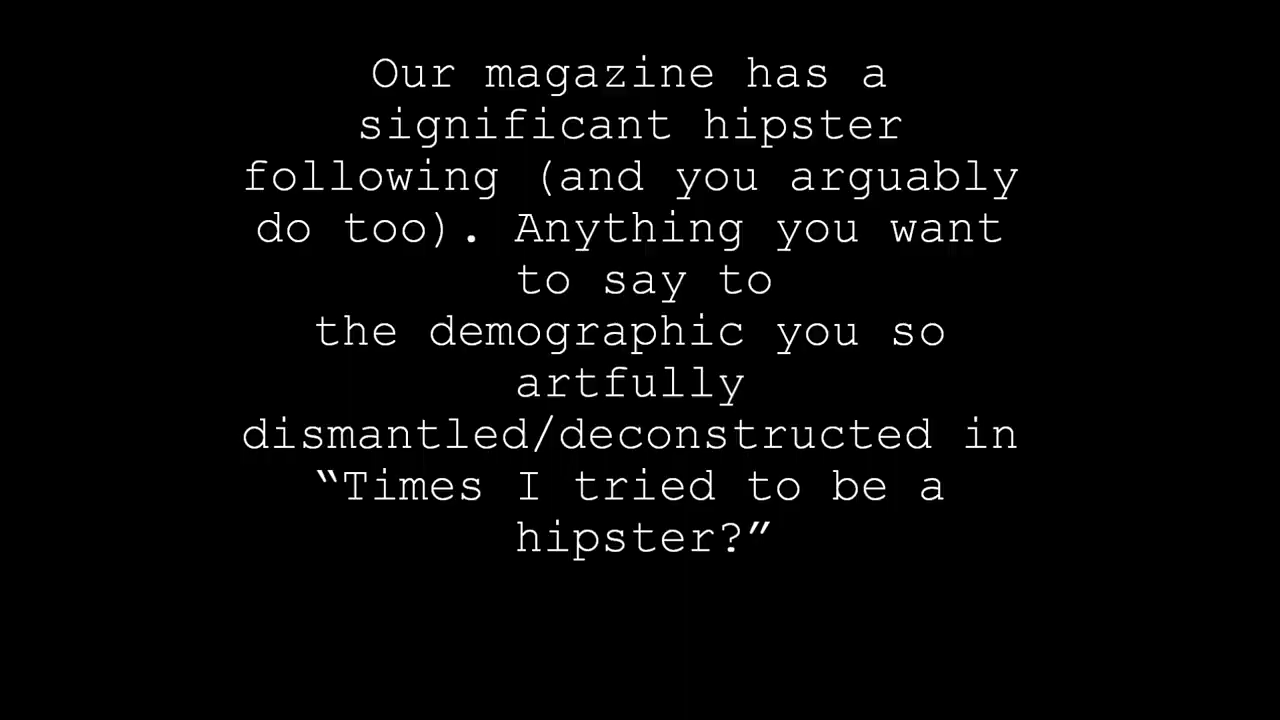 Our magazine has a
significant hipster
following (and you arguably
do too). Anything you want
to say to
the demographic you so
artfully
dismantled/deconstructed in
“Times I tried to be a
hipster?”